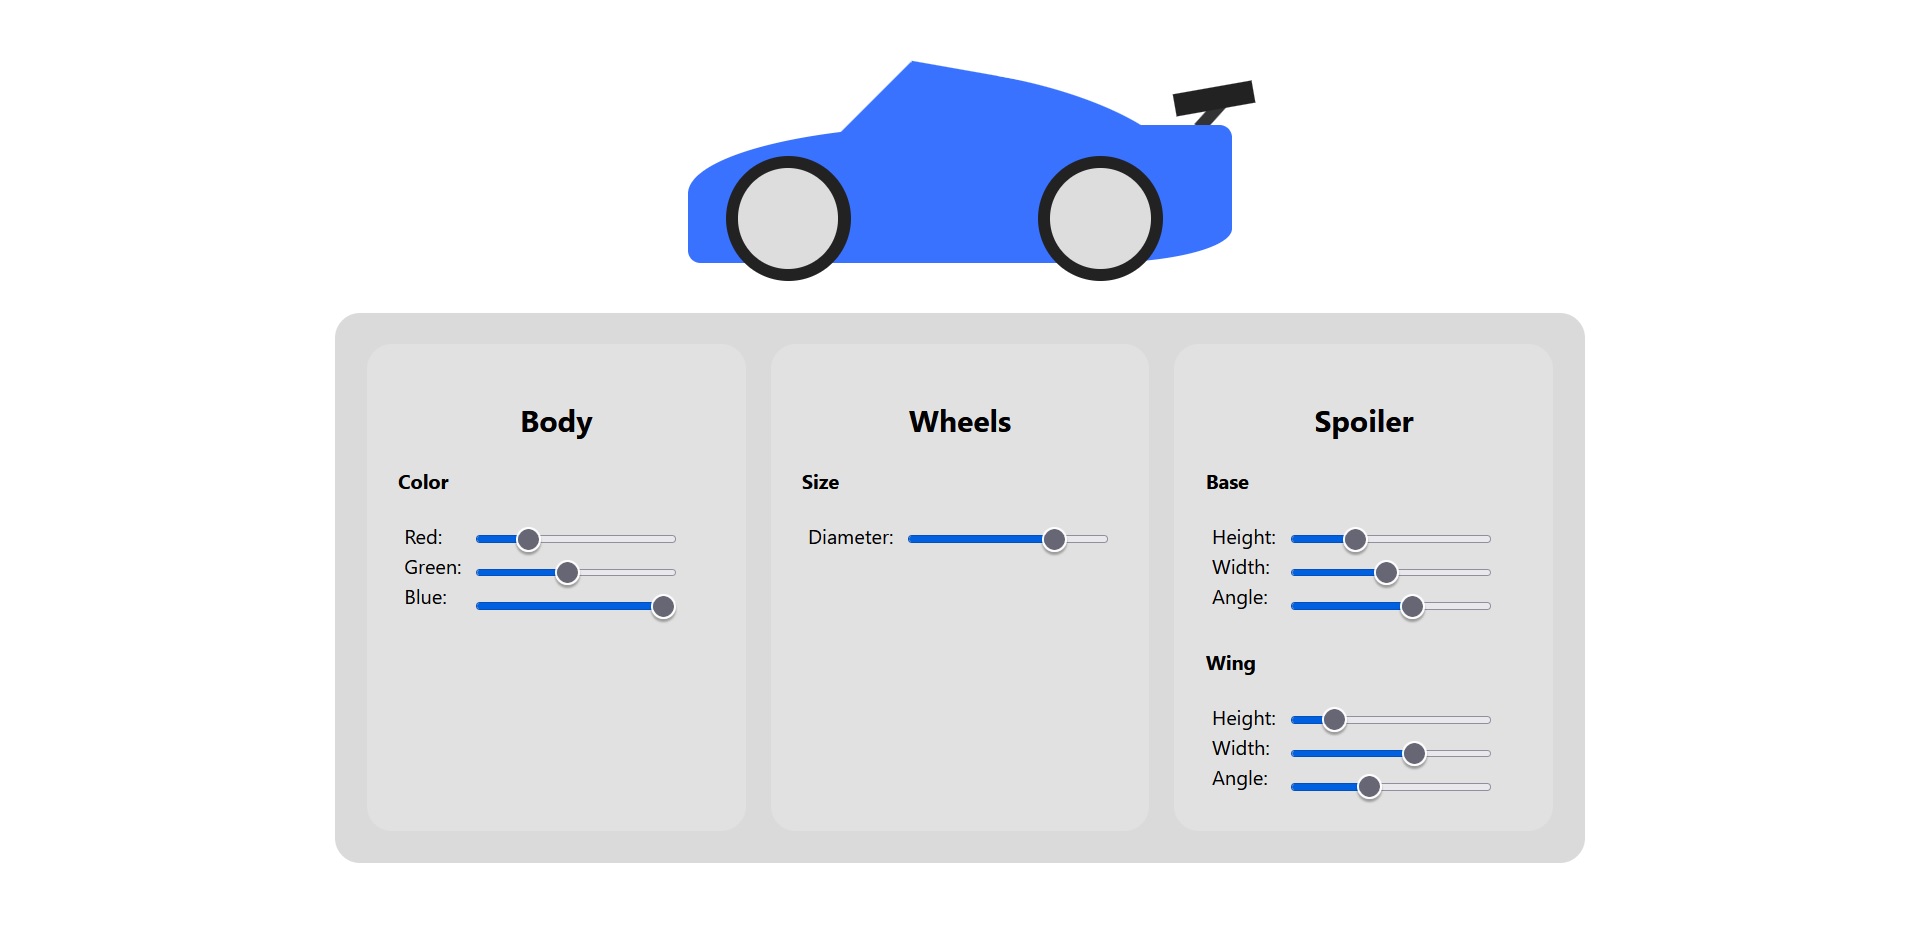 Body
Color
Red:
Green:
Blue:
Wheels
Size
Diameter:
Spoiler
Base
Height:
Width:
Angle:
Wing
Height:
Width:
Angle: